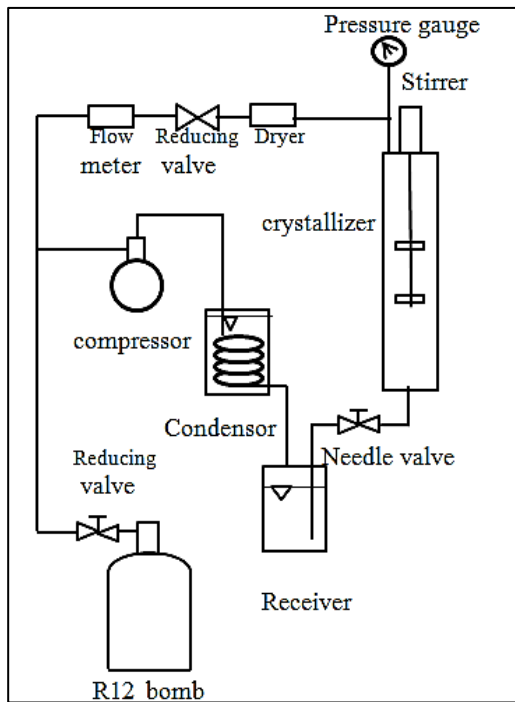 Pressure gauge
Stirrer
Flow
meter
Reducing
valve
Dryer
crystallizer
compressor
Condensor
Needle valve
Reducing
valve
Receiver
R12 bomb